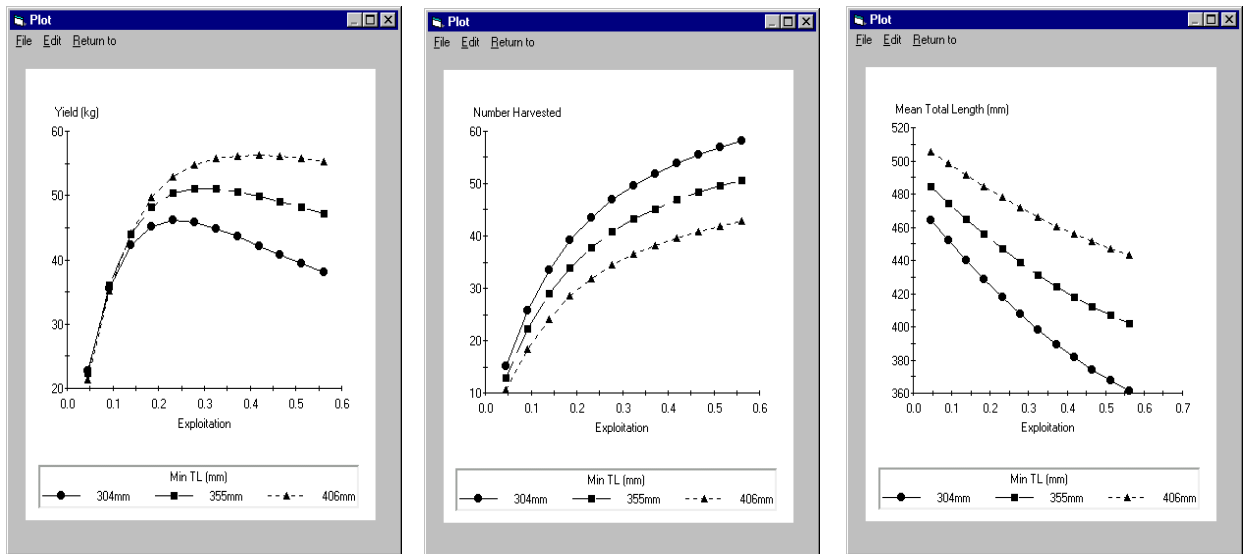 Plot
File Edit Return to
Yield (kg)
60
50
40
30
20
0.0 0.1 0.2 0.3 0.4 0.5 0.6
Exploitation
Min TL (mm)
304mm 355mm 406mm
Plot
File Edit Return to
Number Harvested
60
50
40
30
20
10
0.0 0.1 0.2 0.3 0.4 0.5 0.6
Exploitation
Min TL (mm)
304mm 355mm 406mm
Plot
File Edit Return to
Mean Total Length (mm)
520
500
480
460
440
420
400
380
360
0.0 0.1 0.2 0.3 0.4 0.5 0.6 0.7
Exploitation
Min TL (mm)
304mm 355mm 406mm